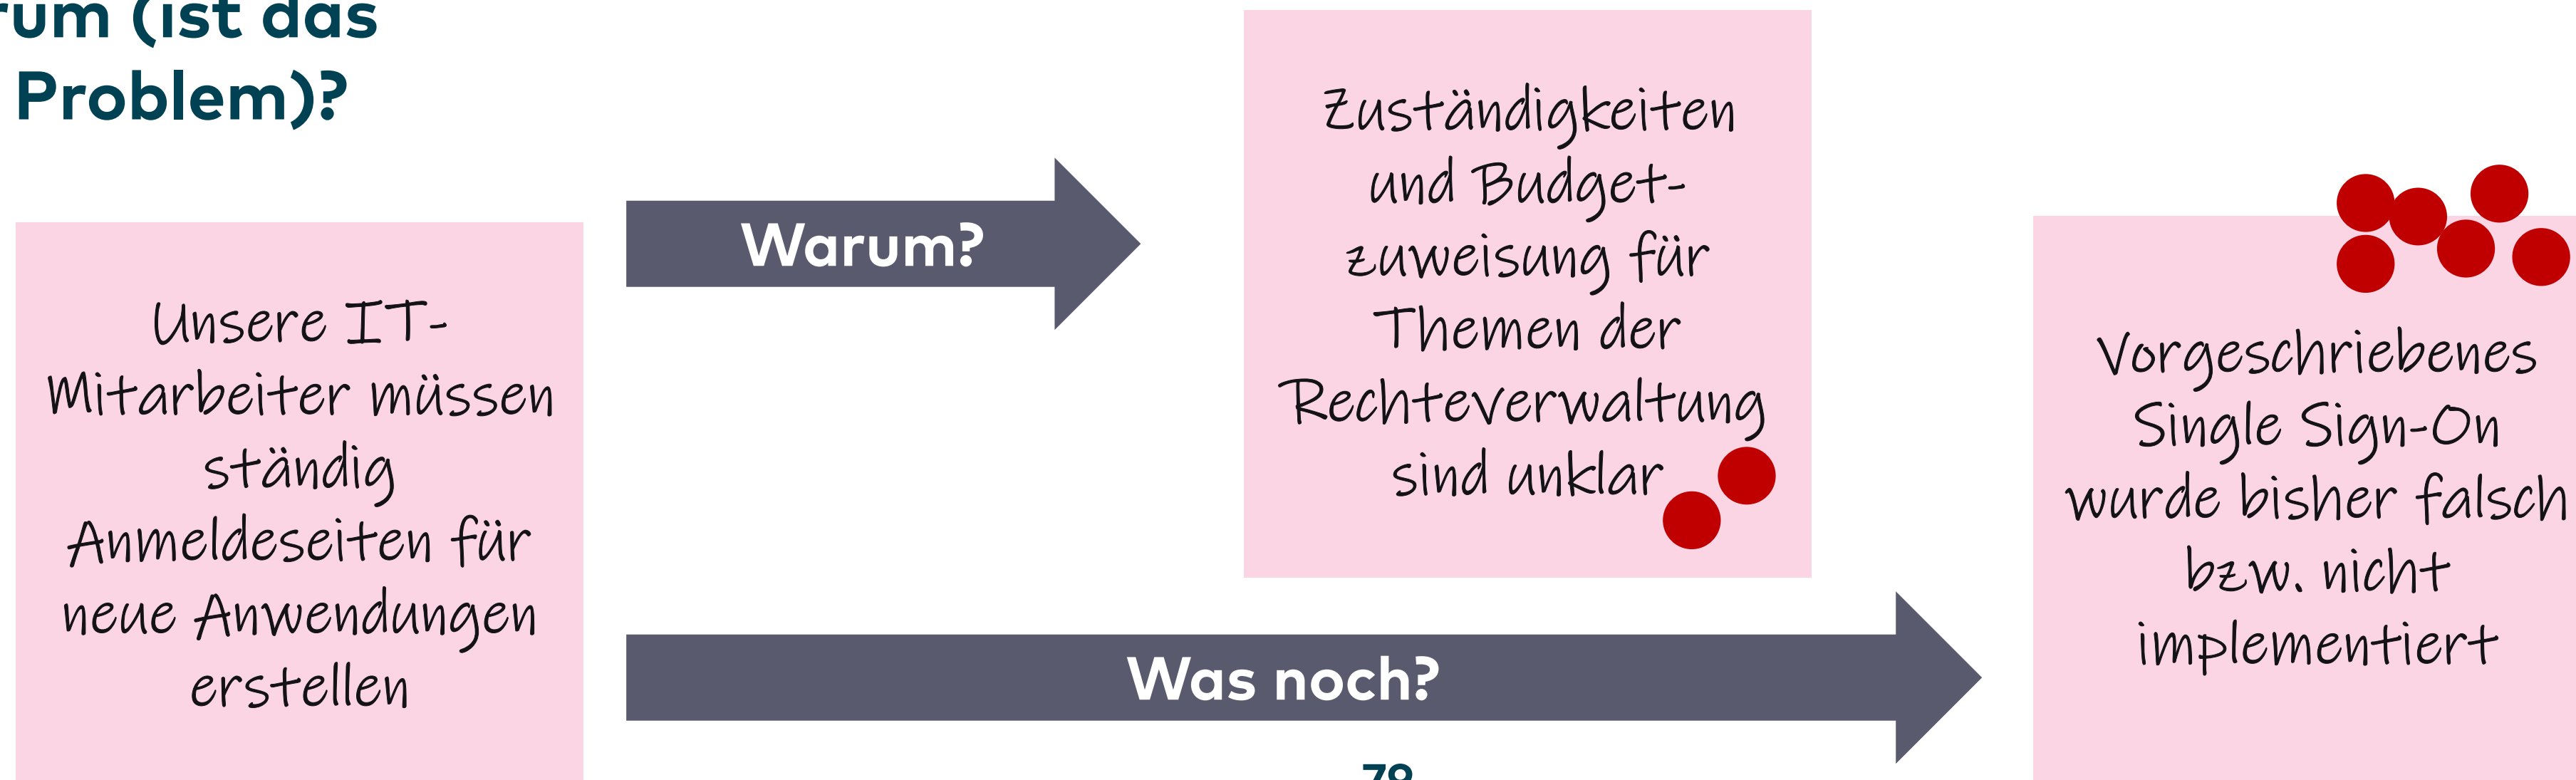 (ist das
Problem)?
Unsere IT-
Mitarbeiter müssen
ständig
Anmeldeseiten für
neue Anwendungen
erstellen
Warum?
Zuständigkeiten
und Budget-
zuweisung für
Themen der
Rechteverwaltung
sind unklar
Was noch?
Vorgeschriebenes
Single Sign-On
wurde bisher falsch
bzw. nicht
implementiert